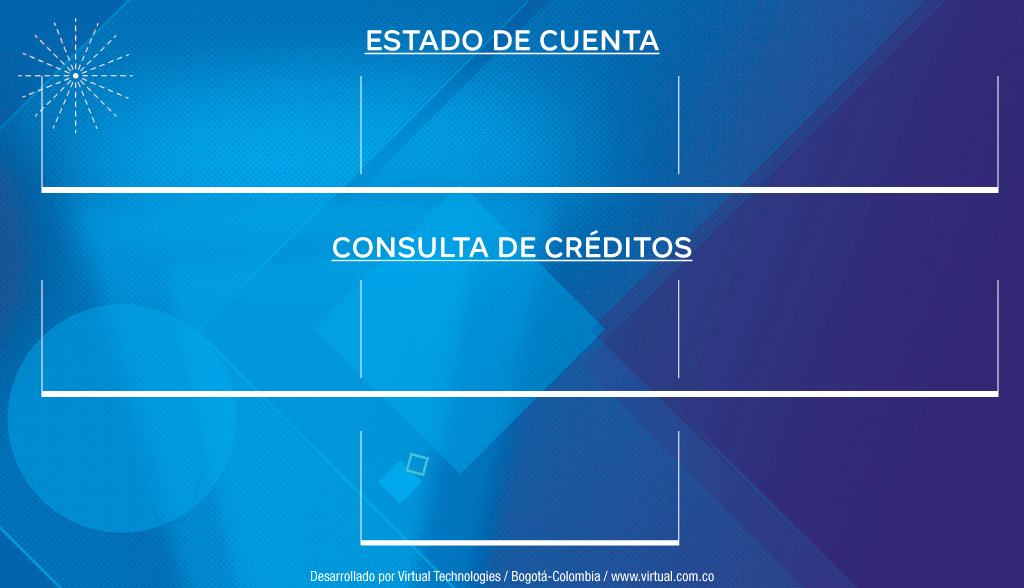 ESTADO DE CUENTA
CONSULTA DE CRÉDITOS
Desarrollado por Virtual Technologies / Bogotá-Colombia / www.virtual.com.co